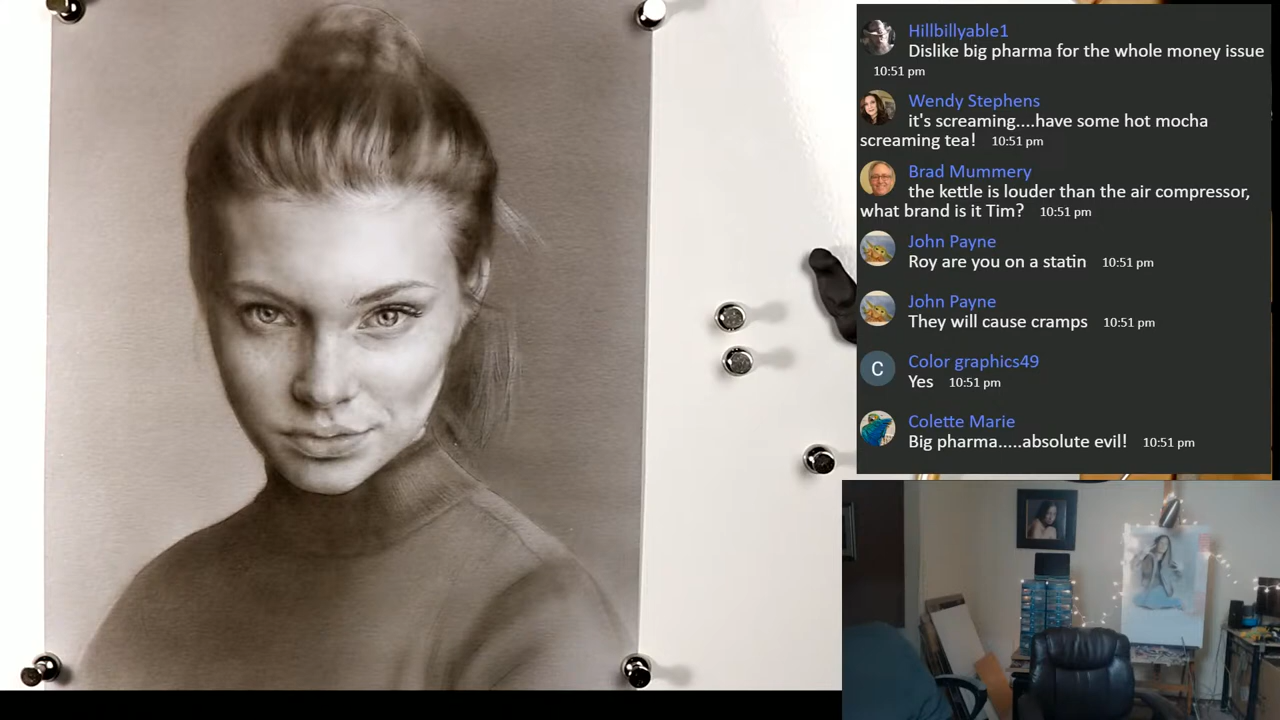 Hillbillyable1
Dislike big pharma for the whole money issue
10:51 pm
Wendy Stephens
it's screaming....have some hot mocha
screaming tea! 10:51 pm
Brad Mummery
the kettle is louder than the air compressor,
what brand is it Tim? 10:51 pm
John Payne
Roy are you on a statin 10:51 pm
John Payne
They will cause cramps 10:51 pm
C
Color graphics49
Yes 10:51 pm
Colette Marie
Big pharma.....absolute evil! 10:51 pm